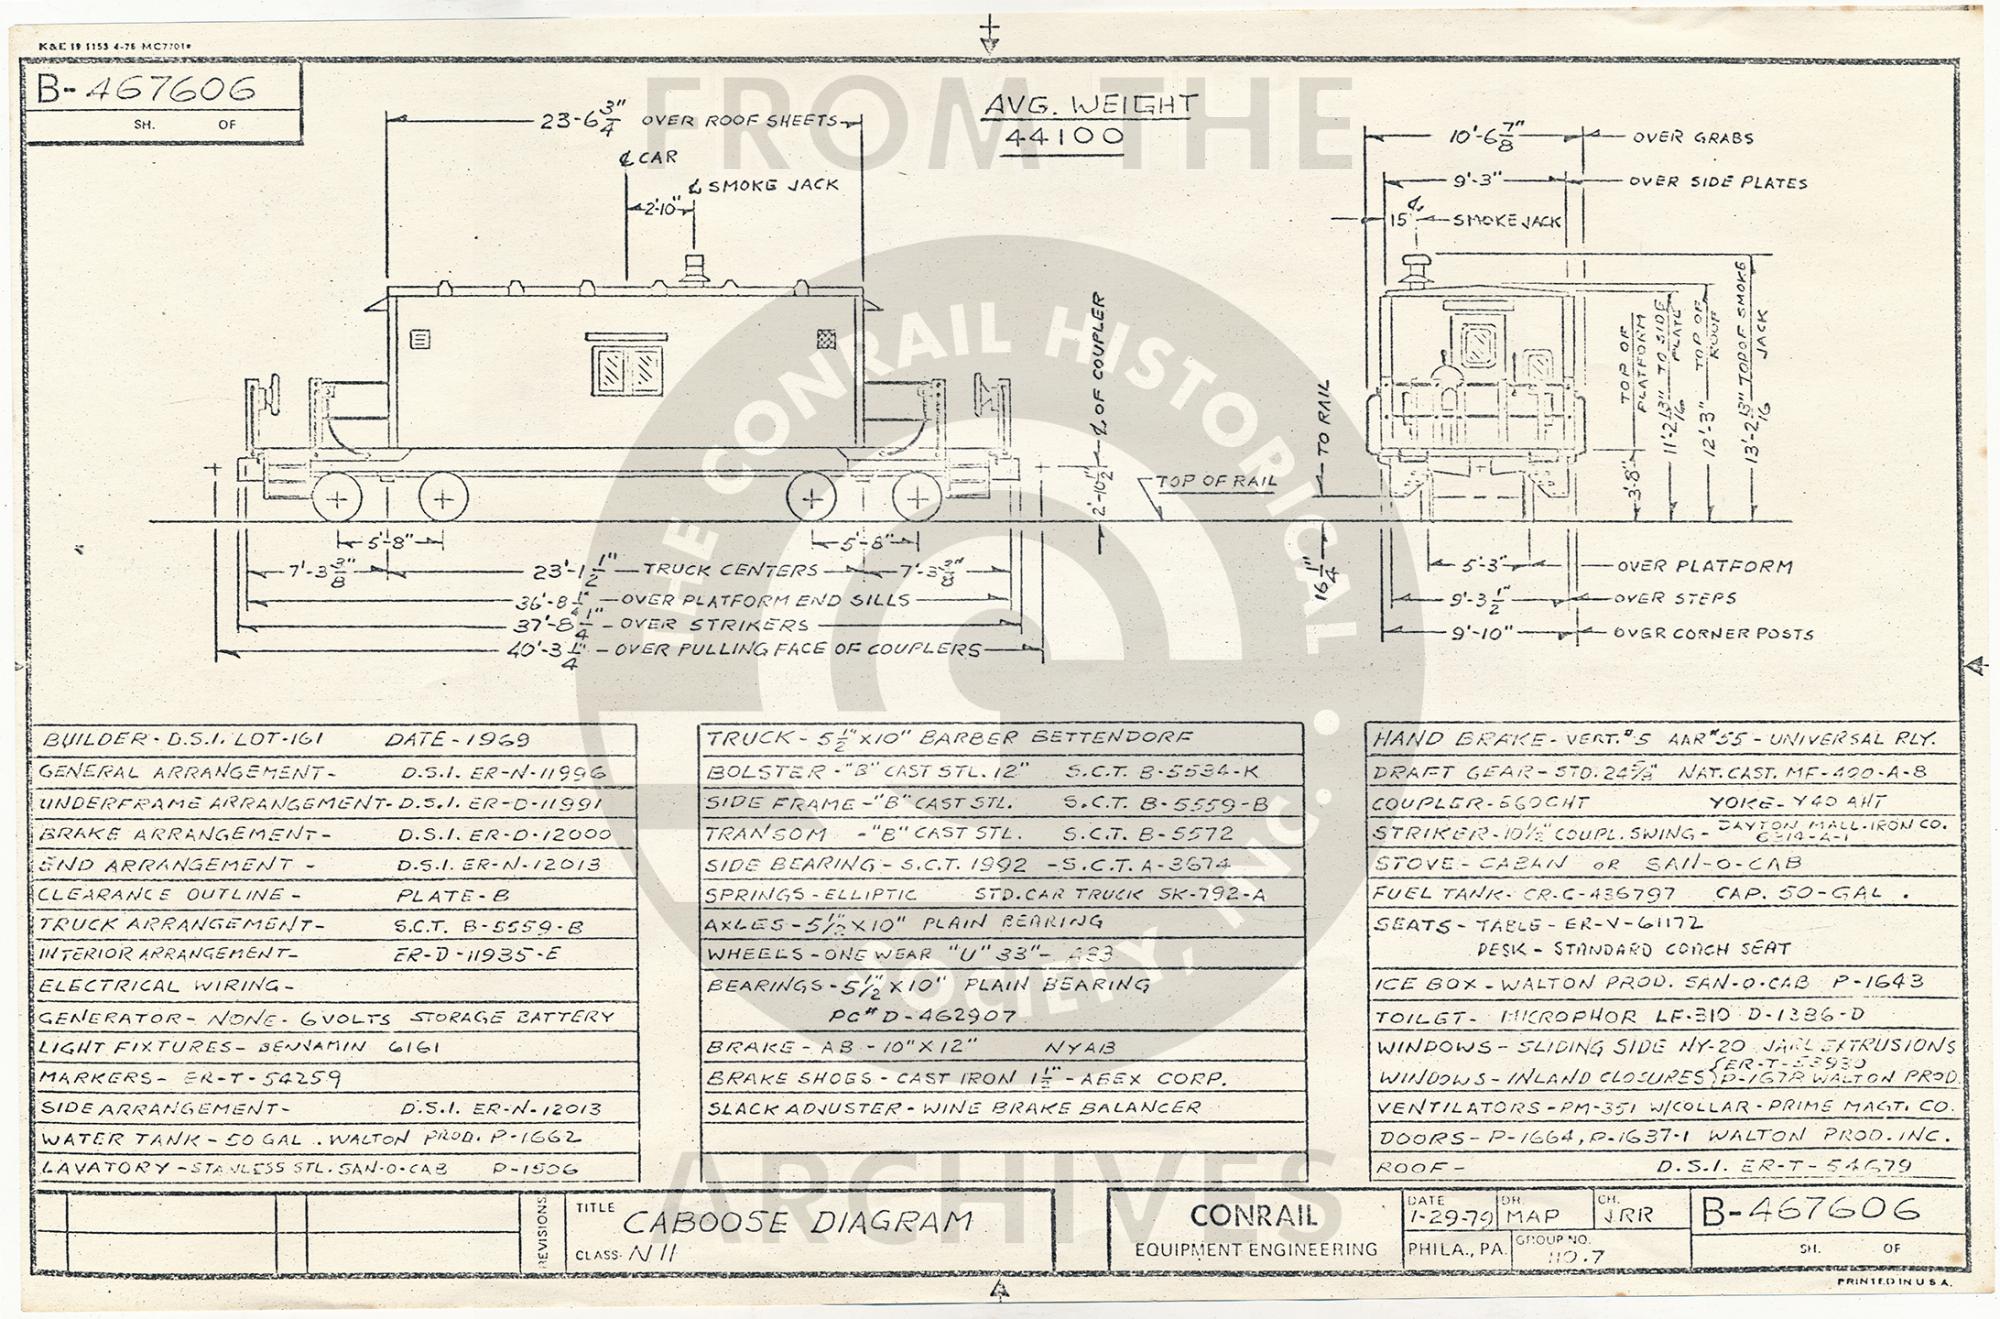 K&E 19 1153 4-76 MC7701
B-467606
SH. OF
FROM THE
AVG. WEIGHT
44100
23-6 3/4" OVER ROOF SHEETS
℄ CAR
℄ SMOKE JACK
2'-10"
10'-6 7/8" OVER GRABS
9'-3" OVER SIDE PLATES
15" ℄ SMOKE JACK
℄ OF COUPLER
2'-10 1/2"
TOP OF RAIL
TO RAIL
16 1/4"
TOP OF PLATFORM
3'-8"
11'-2 13/16" TO SIDE PLATE
12'-3" TOP OF ROOF
13'-2 13/16" TOP OF SMOKE JACK
5'-8" 5'-8"
7'-3 3/8" 23'-1 1/2" TRUCK CENTERS 7'-3 3/8"
36'-8 1/4" - OVER PLATFORM END SILLS
37'-8 1/4" - OVER STRIKERS
40'-3 1/4" - OVER PULLING FACE OF COUPLERS
5'-3" OVER PLATFORM
9'-3 1/2" OVER STEPS
9'-10" OVER CORNER POSTS
THE CONRAIL HISTORICAL SOCIETY, INC.
BUILDER - D.S.I. LOT-161 DATE - 1969
GENERAL ARRANGEMENT - D.S.I. ER-N-11996
UNDERFRAME ARRANGEMENT - D.S.I. ER-D-11991
BRAKE ARRANGEMENT - D.S.I. ER-D-12000
END ARRANGEMENT - D.S.I. ER-N-12013
CLEARANCE OUTLINE - PLATE-B
TRUCK ARRANGEMENT - S.C.T. B-5559-B
INTERIOR ARRANGEMENT - ER-D-11935-E
ELECTRICAL WIRING -
GENERATOR - NONE - 6 VOLTS STORAGE BATTERY
LIGHT FIXTURES - BENJAMIN 6161
MARKERS - ER-T-54259
SIDE ARRANGEMENT - D.S.I. ER-N-12013
WATER TANK - 50 GAL. WALTON PROD. P-1662
LAVATORY - STAINLESS STL. SAN-O-CAB P-1506
TRUCK - 5 1/2" X 10" BARBER BETTENDORF
BOLSTER - "B" CAST STL. 12" S.C.T. B-5534-K
SIDE FRAME - "B" CAST STL. S.C.T. B-5559-B
TRANSOM - "B" CAST STL. S.C.T. B-5572
SIDE BEARING - S.C.T. 1992 - S.C.T. A-3674
SPRINGS - ELLIPTIC STD. CAR TRUCK SK-792-A
AXLES - 5 1/2" X 10" PLAIN BEARING
WHEELS - ONE WEAR "U" 33" -
BEARINGS - 5 1/2 X 10" PLAIN BEARING
PC# D-462907
BRAKE - AB - 10" X 12" NYAB
BRAKE SHOES - CAST IRON 1 1/2" - ABEX CORP.
SLACK ADJUSTER - WINE BRAKE BALANCER
HAND BRAKE - VERT. #5 AAR #55 - UNIVERSAL RLY.
DRAFT GEAR - STD. 24 5/8" NAT. CAST. MF-400-A-8
COUPLER - E60CHT YOKE - Y40 AHT
STRIKER - 10 1/2" COUPL. SWING - DAYTON MALL. IRON CO.
STOVE - CABAN OR SAN-O-CAB
FUEL TANK - CR. C-436797 CAP. 50-GAL.
SEATS - TABLE - ER-V-61172
DESK - STANDARD COACH SEAT
ICE BOX - WALTON PROD. SAN-O-CAB P-1643
TOILET - MICROPHOR LF-310 D-1386-D
WINDOWS - SLIDING SIDE NY-20 JARL EXTRUSIONS
WINDOWS - INLAND CLOSURES {ER-T-53930 P-1678 WALTON PROD.
VENTILATORS - PM-351 W/COLLAR - PRIME MAGT. CO.
DOORS - P-1664, P-1637-1 WALTON PROD. INC.
ROOF - D.S.I. ER-T-54679
ARCHIVES
REVISIONS
TITLE CABOOSE DIAGRAM
CLASS - N11
CONRAIL
EQUIPMENT ENGINEERING
DATE 1-29-79 DR. MAP CH. JRR
PHILA., PA. GROUP NO. 110.7
B-467606
SH. OF
PRINTED IN U.S.A.